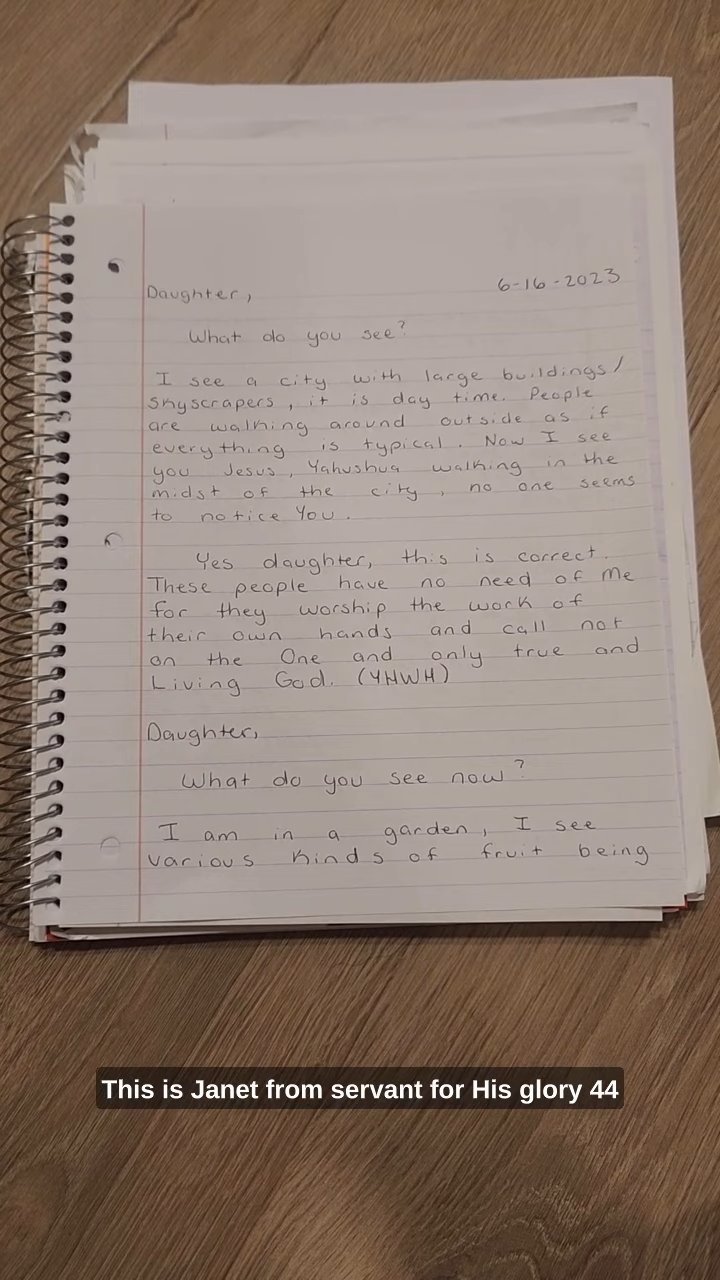 6-16-2023
Daughter,
What do you see?
I see a city with large buildings/
skyscrapers, it is day time. People
are walking around outside as if
everything is typical. Now I see
you Jesus, Yahushua walking in the
midst of the city, no one seems
to notice You.
Yes daughter, this is correct.
These people have no need of Me
for they worship the work of
their own hands and call not
on the One and only true and
Living God. (YHWH)
Daughter,
What do you see now?
I am in a garden, I see
various kinds of fruit being
This is Janet from servant for His glory 44